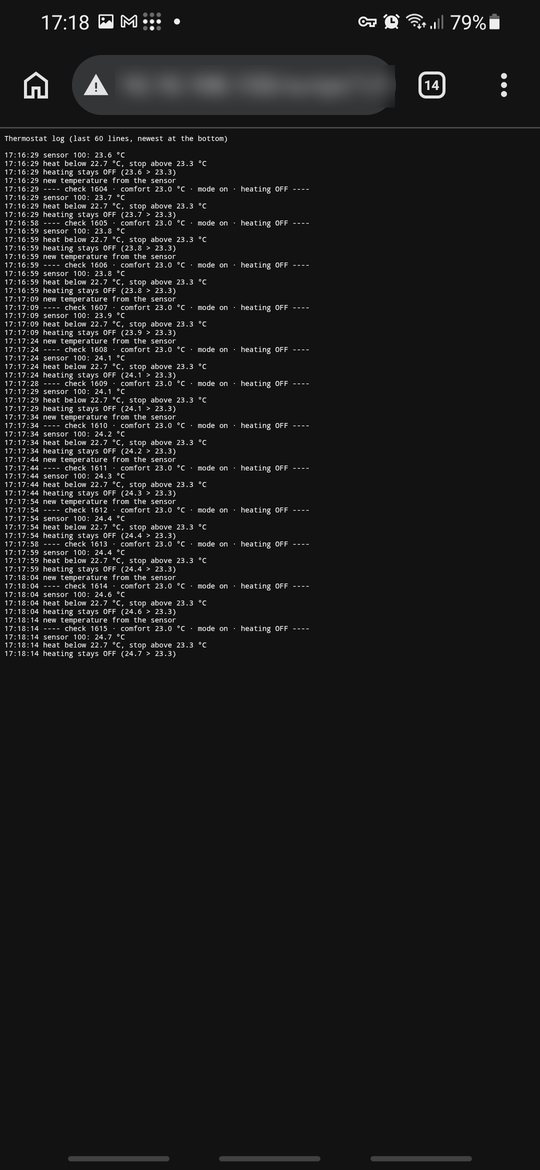 17:18
79%
14
Thermostat log (last 60 lines, newest at the bottom)
17:16:29 sensor 100: 23.6 °C
17:16:29 heat below 22.7 °C, stop above 23.3 °C
17:16:29 heating stays OFF (23.6 > 23.3)
17:16:29 new temperature from the sensor
17:16:29 ---- check 1604 · comfort 23.0 °C · mode on · heating OFF ----
17:16:29 sensor 100: 23.7 °C
17:16:29 heat below 22.7 °C, stop above 23.3 °C
17:16:29 heating stays OFF (23.7 > 23.3)
17:16:58 ---- check 1605 · comfort 23.0 °C · mode on · heating OFF ----
17:16:59 sensor 100: 23.8 °C
17:16:59 heat below 22.7 °C, stop above 23.3 °C
17:16:59 heating stays OFF (23.8 > 23.3)
17:16:59 new temperature from the sensor
17:16:59 ---- check 1606 · comfort 23.0 °C · mode on · heating OFF ----
17:16:59 sensor 100: 23.8 °C
17:16:59 heat below 22.7 °C, stop above 23.3 °C
17:16:59 heating stays OFF (23.8 > 23.3)
17:17:09 new temperature from the sensor
17:17:09 ---- check 1607 · comfort 23.0 °C · mode on · heating OFF ----
17:17:09 sensor 100: 23.9 °C
17:17:09 heat below 22.7 °C, stop above 23.3 °C
17:17:09 heating stays OFF (23.9 > 23.3)
17:17:24 new temperature from the sensor
17:17:24 ---- check 1608 · comfort 23.0 °C · mode on · heating OFF ----
17:17:24 sensor 100: 24.1 °C
17:17:24 heat below 22.7 °C, stop above 23.3 °C
17:17:24 heating stays OFF (24.1 > 23.3)
17:17:28 ---- check 1609 · comfort 23.0 °C · mode on · heating OFF ----
17:17:29 sensor 100: 24.1 °C
17:17:29 heat below 22.7 °C, stop above 23.3 °C
17:17:29 heating stays OFF (24.1 > 23.3)
17:17:34 new temperature from the sensor
17:17:34 ---- check 1610 · comfort 23.0 °C · mode on · heating OFF ----
17:17:34 sensor 100: 24.2 °C
17:17:34 heat below 22.7 °C, stop above 23.3 °C
17:17:34 heating stays OFF (24.2 > 23.3)
17:17:44 new temperature from the sensor
17:17:44 ---- check 1611 · comfort 23.0 °C · mode on · heating OFF ----
17:17:44 sensor 100: 24.3 °C
17:17:44 heat below 22.7 °C, stop above 23.3 °C
17:17:44 heating stays OFF (24.3 > 23.3)
17:17:54 new temperature from the sensor
17:17:54 ---- check 1612 · comfort 23.0 °C · mode on · heating OFF ----
17:17:54 sensor 100: 24.4 °C
17:17:54 heat below 22.7 °C, stop above 23.3 °C
17:17:54 heating stays OFF (24.4 > 23.3)
17:17:58 ---- check 1613 · comfort 23.0 °C · mode on · heating OFF ----
17:17:59 sensor 100: 24.4 °C
17:17:59 heat below 22.7 °C, stop above 23.3 °C
17:17:59 heating stays OFF (24.4 > 23.3)
17:18:04 new temperature from the sensor
17:18:04 ---- check 1614 · comfort 23.0 °C · mode on · heating OFF ----
17:18:04 sensor 100: 24.6 °C
17:18:04 heat below 22.7 °C, stop above 23.3 °C
17:18:04 heating stays OFF (24.6 > 23.3)
17:18:14 new temperature from the sensor
17:18:14 ---- check 1615 · comfort 23.0 °C · mode on · heating OFF ----
17:18:14 sensor 100: 24.7 °C
17:18:14 heat below 22.7 °C, stop above 23.3 °C
17:18:14 heating stays OFF (24.7 > 23.3)